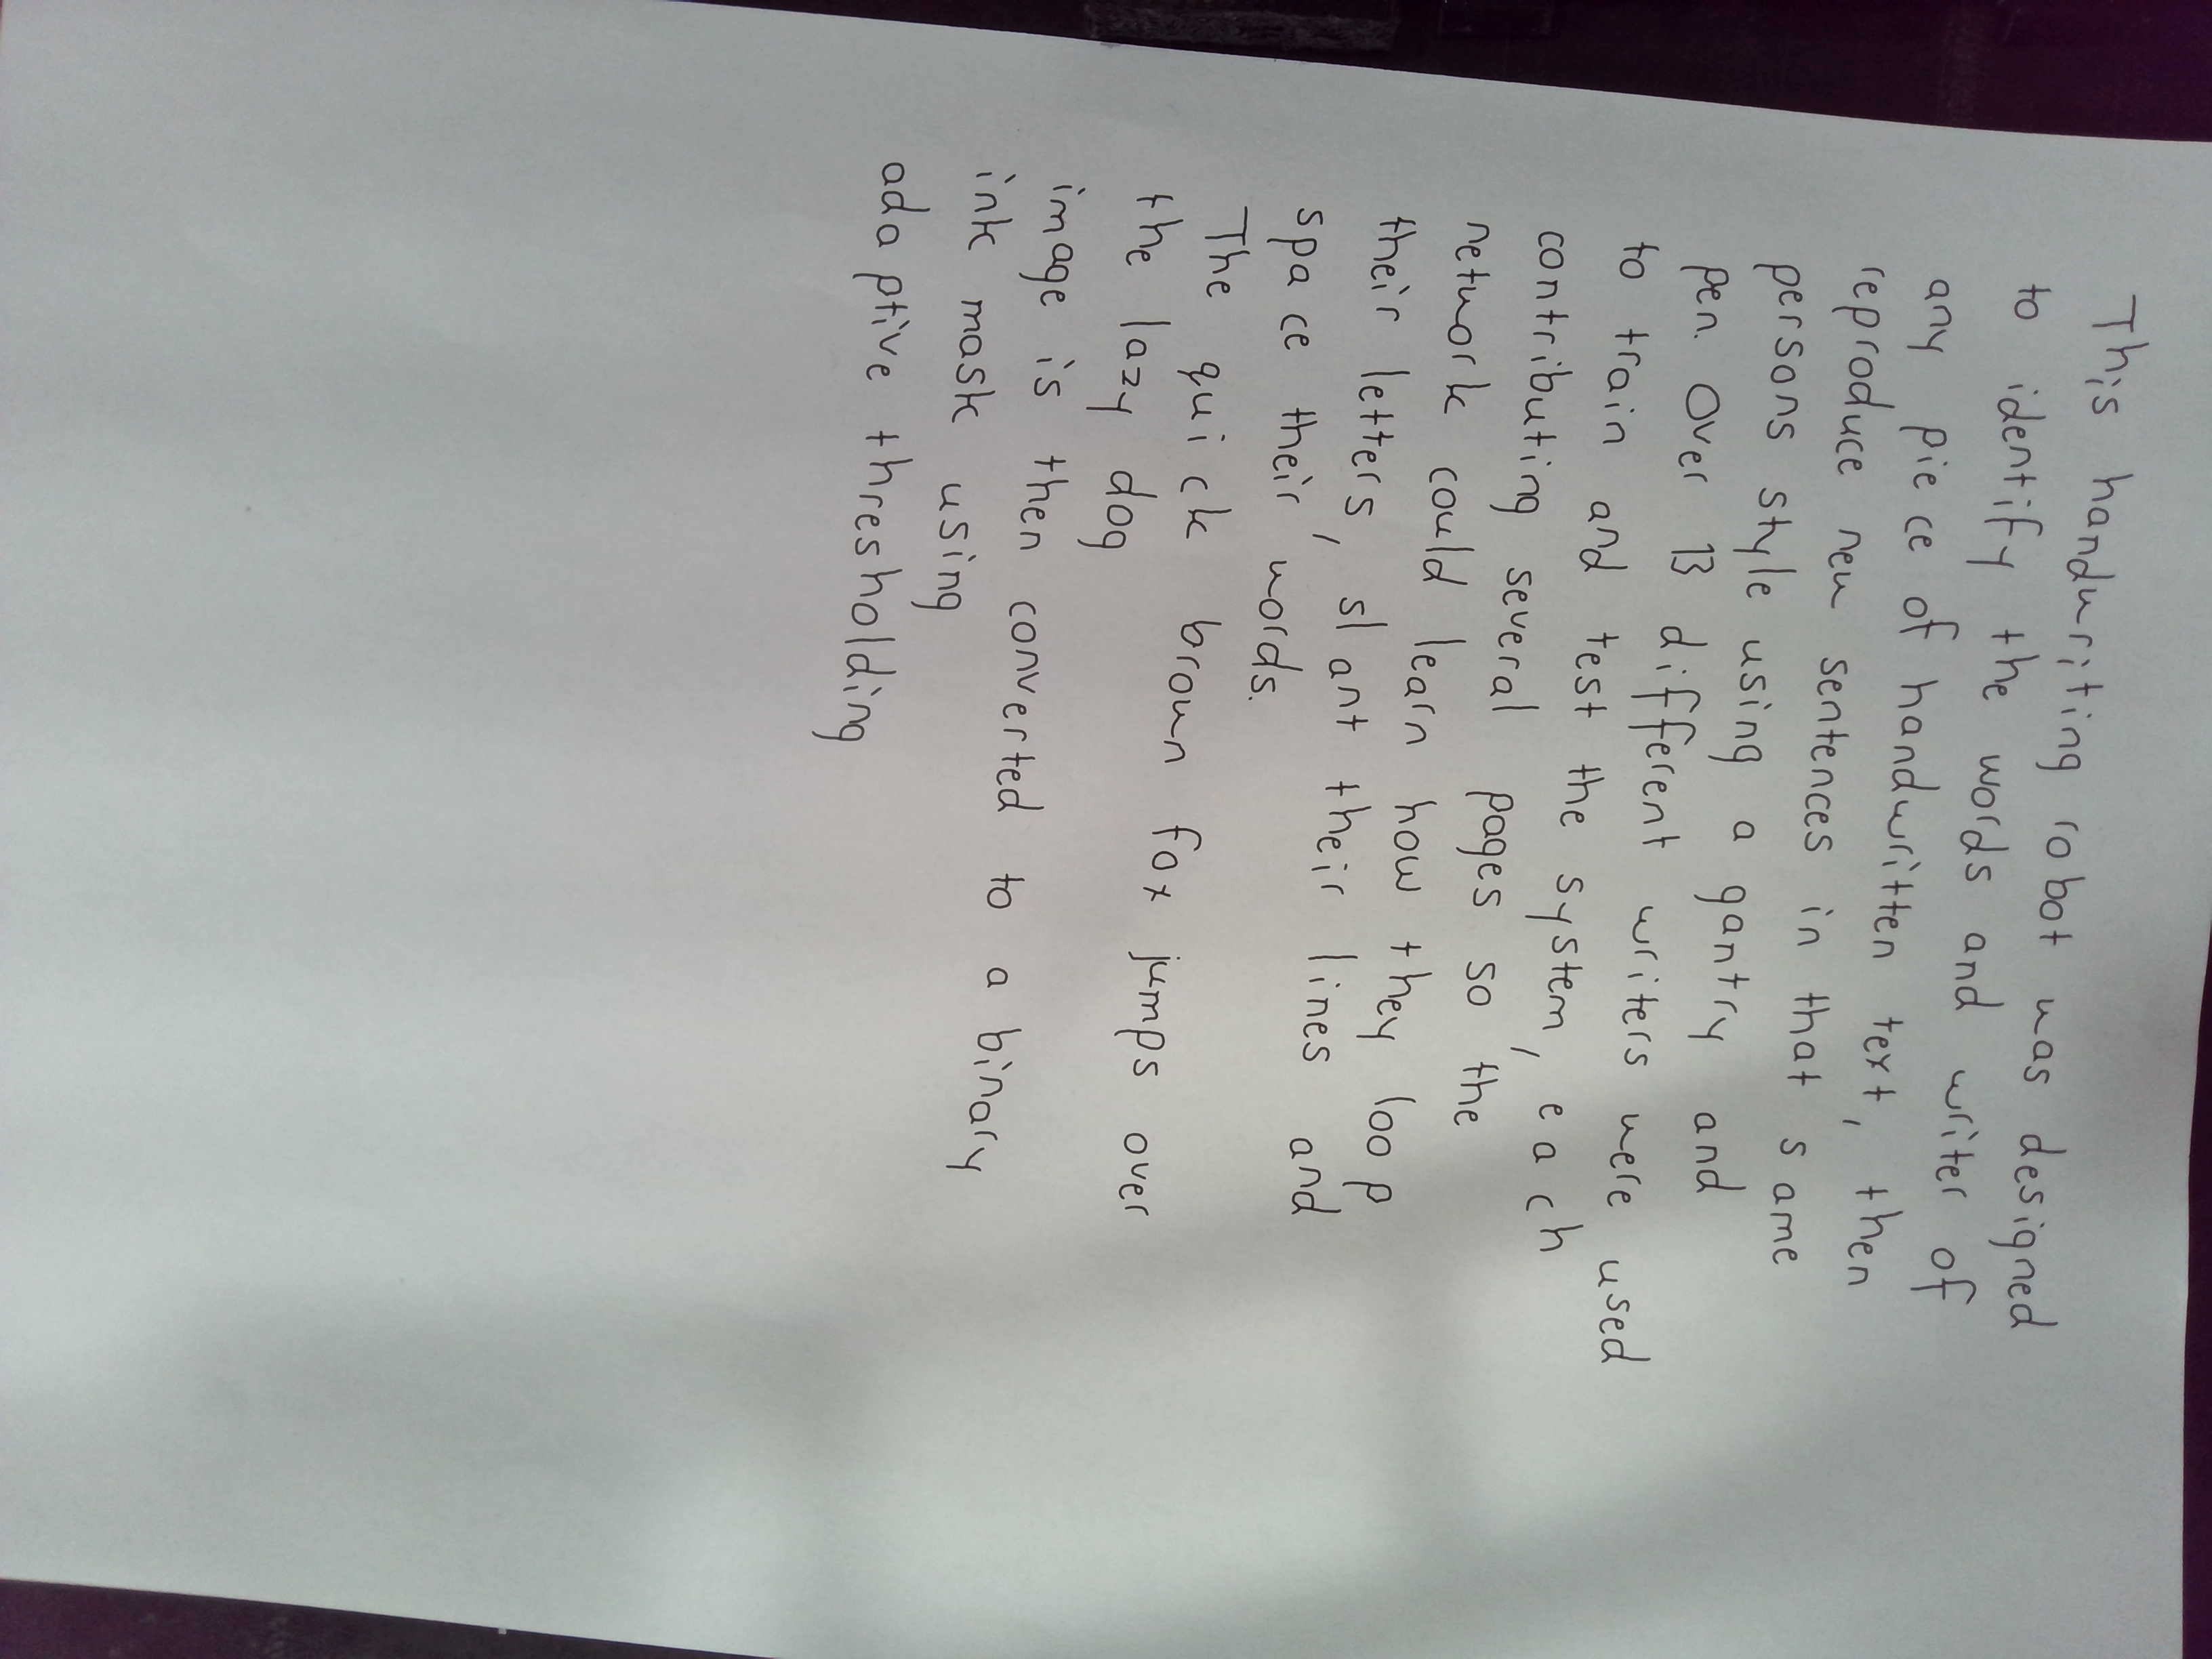 This handwriting robot was designed
to identify the words and writer of
any piece of handwritten text, then
reproduce new sentences in that same
persons style using a gantry and
pen. Over 13 different writers were used
to train and test the system, each
contributing several pages so the
network could learn how they loop
their letters, slant their lines and
space their words.
The quick brown fox jumps over
the lazy dog
image is then converted to a binary
ink mask using
adaptive thresholding